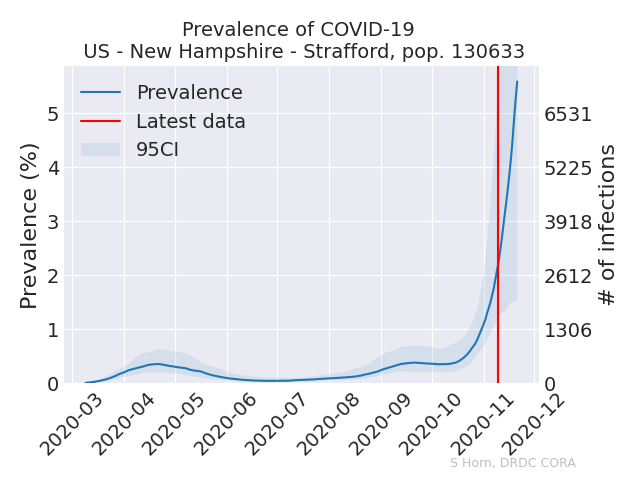 Prevalence of COVID-19
US - New Hampshire - Strafford, pop. 130633
Prevalence
Latest data
95CI
Prevalence (%)
5
4
3
2
1
0
6531
5225
3918
2612
1306
0
# of infections
2020-03
2020-04
2020-05
2020-06
2020-07
2020-08
2020-09
2020-10
2020-11
2020-12
S Horn, DRDC CORA